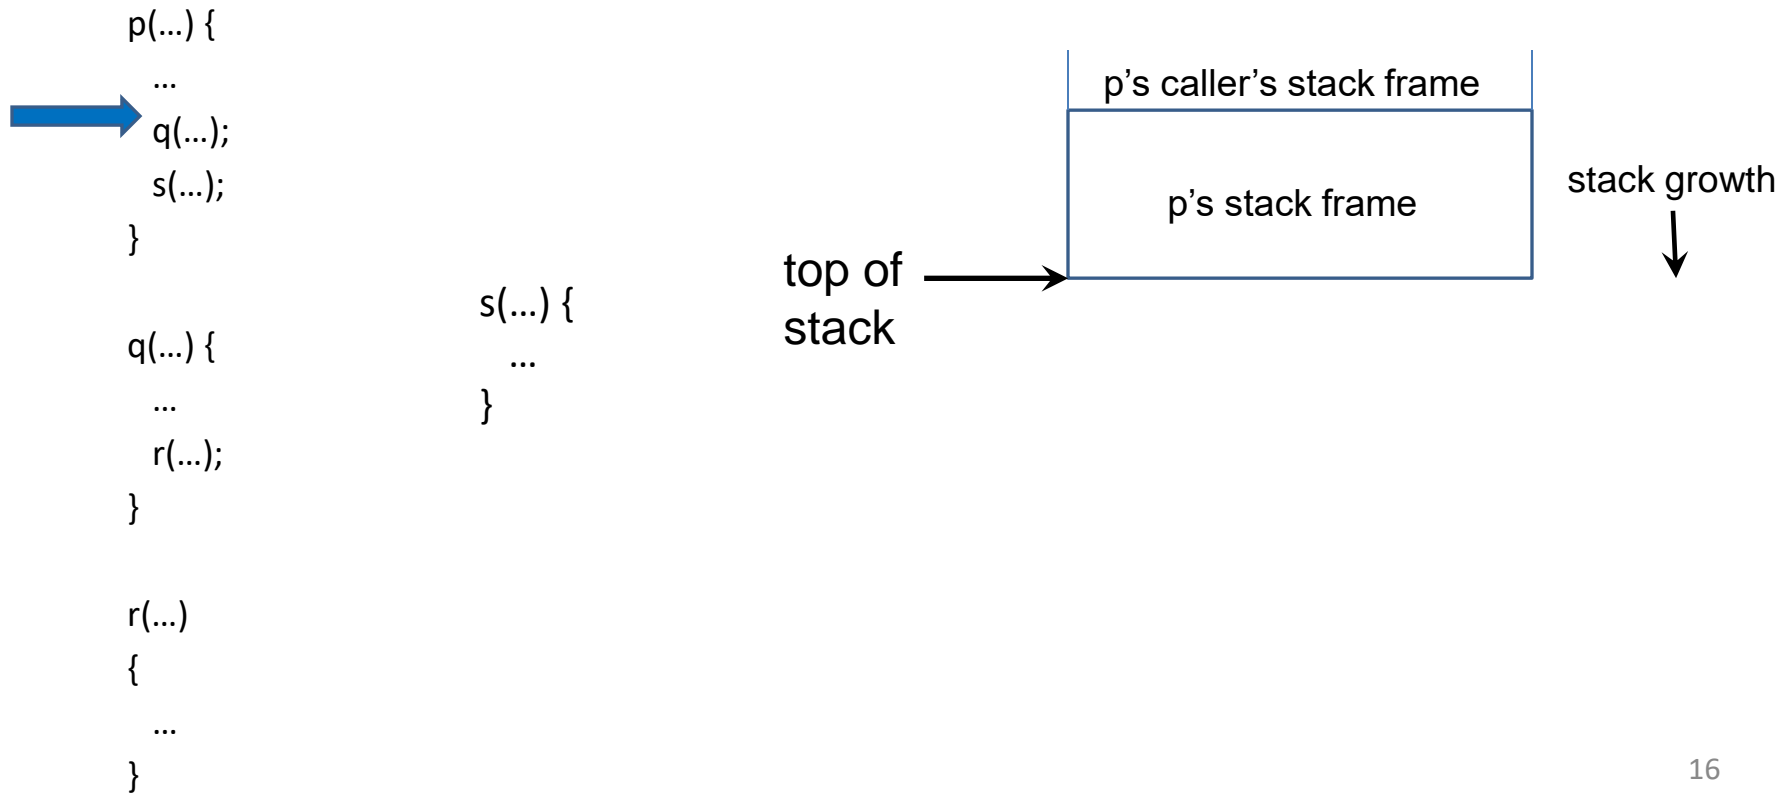 p(…) {
…
q(…);
s(…);
}
q(…) {
…
r(…);
}
r(…)
{
…
}
s(…) {
…
}
p’s caller’s stack frame
p’s stack frame
top of
stack
stack growth
16